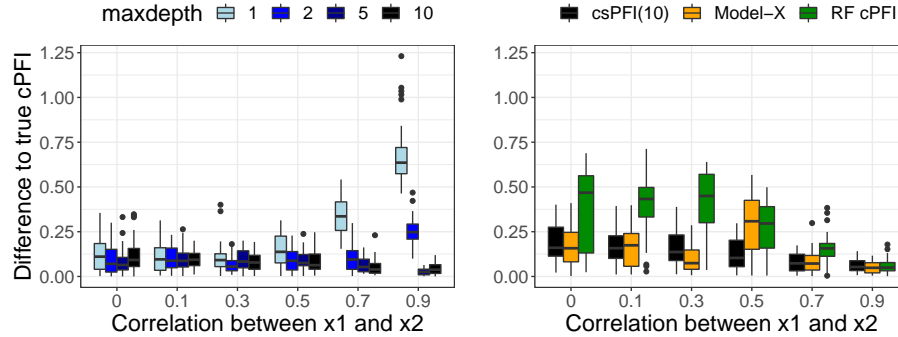 maxdepth 1 2 5 10
csPFI(10) Model-X RF cPFI
Difference to true cPFI
1.25
1.00
0.75
0.50
0.25
0.00
0 0.1 0.3 0.5 0.7 0.9
Correlation between x1 and x2
1.25
1.00
0.75
0.50
0.25
0.00
0 0.1 0.3 0.5 0.7 0.9
Correlation between x1 and x2